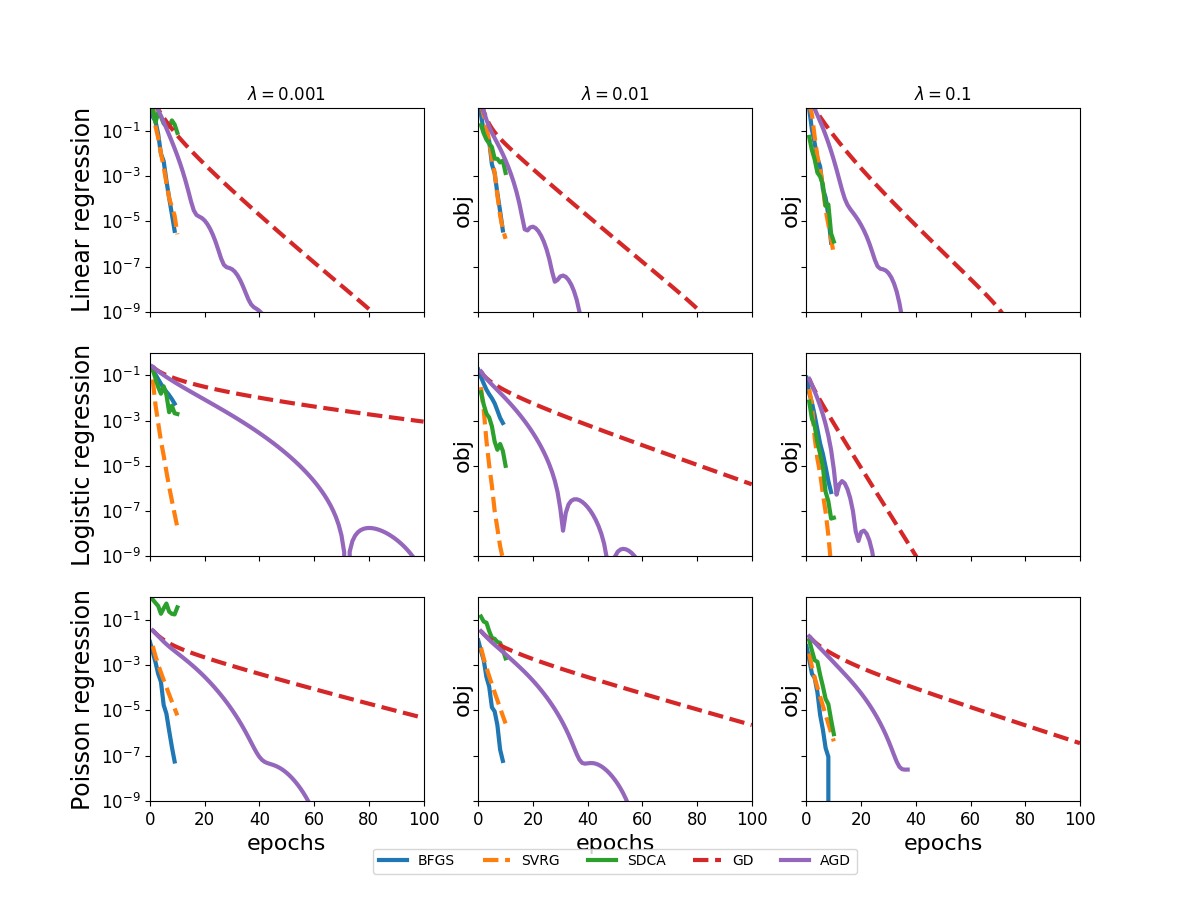 λ = 0.001 λ = 0.01 λ = 0.1
Linear regression
10⁻¹
10⁻³
10⁻⁵
10⁻⁷
10⁻⁹
obj
obj
Logistic regression
10⁻¹
10⁻³
10⁻⁵
10⁻⁷
10⁻⁹
obj
obj
Poisson regression
10⁻¹
10⁻³
10⁻⁵
10⁻⁷
10⁻⁹
obj
obj
0 20 40 60 80 100 0 20 40 60 80 100 0 20 40 60 80 100
epochs epochs epochs
BFGS SVRG SDCA GD AGD